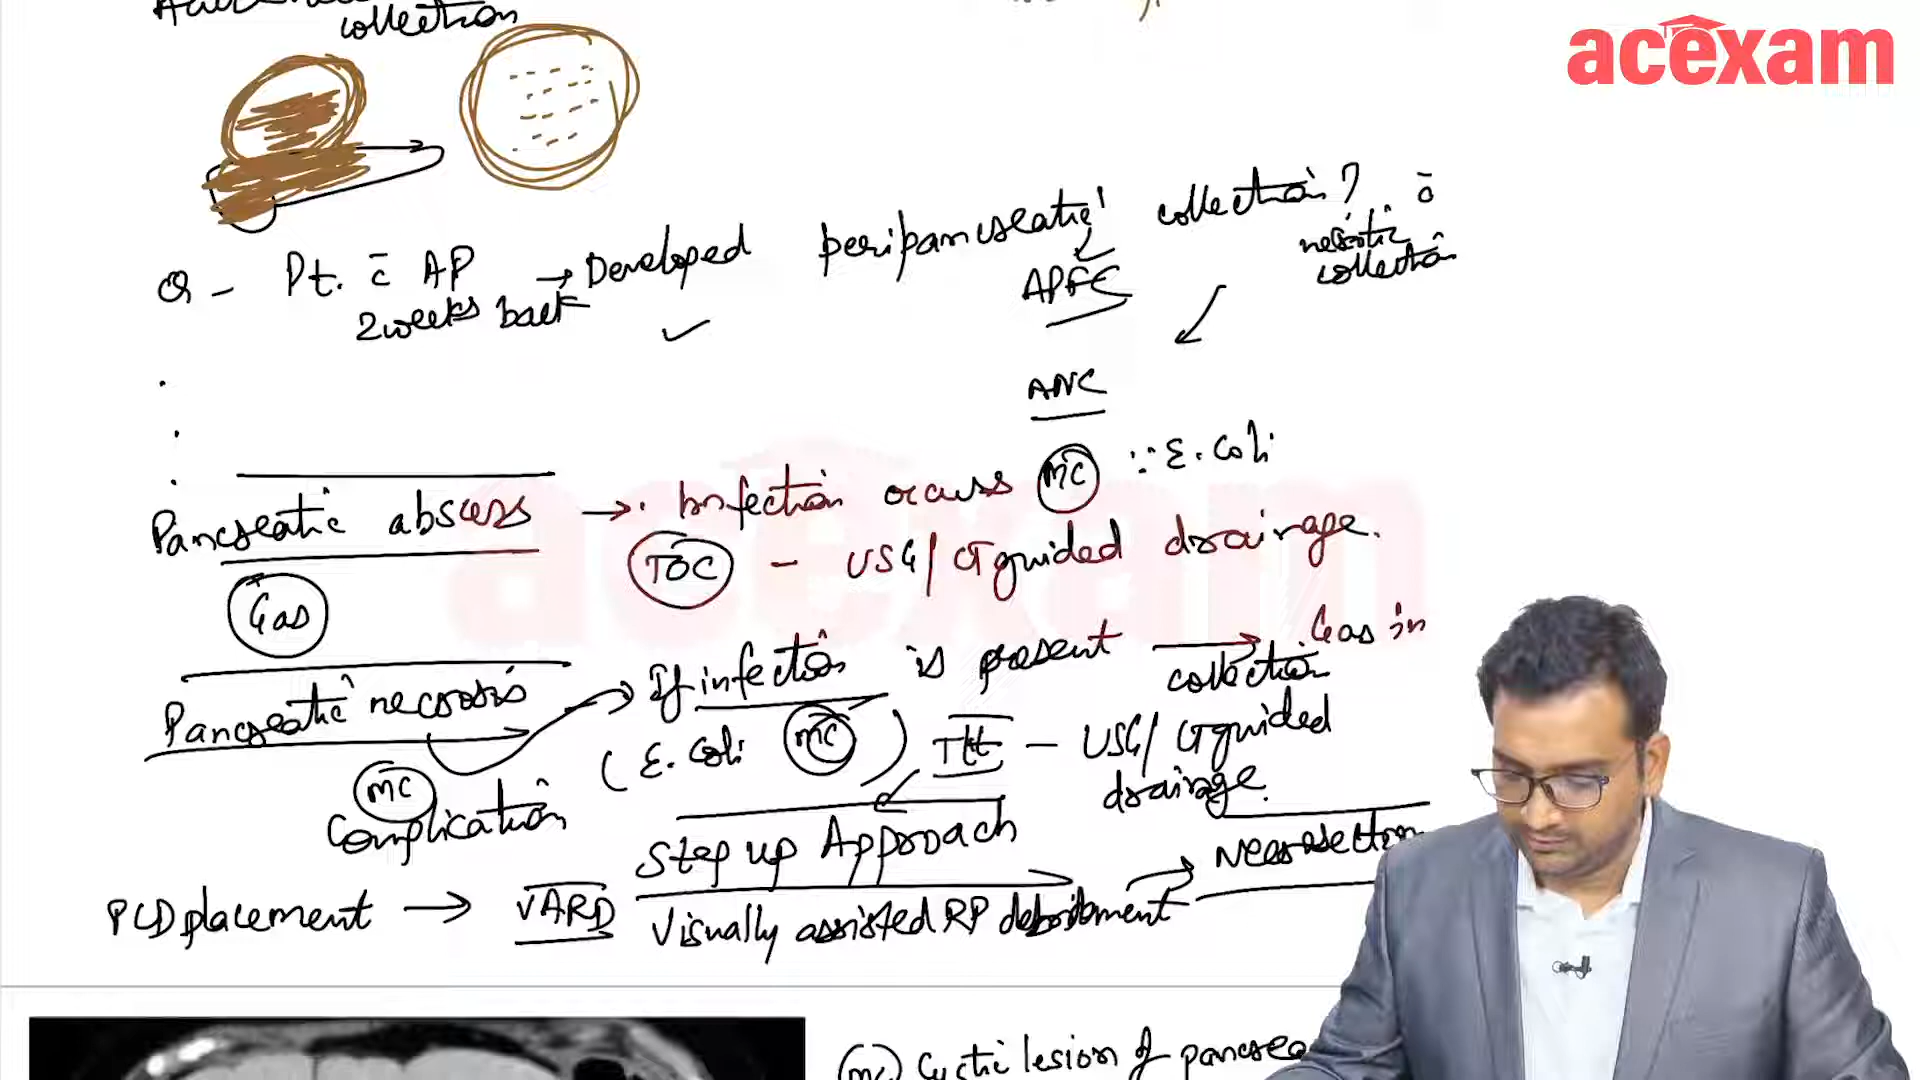 acexam
collection
Q - Pt. c̄ AP → Developed peripancreatic collection? c̄
2 weeks back
necrotic collection
APFC
ANC
Pancreatic abscess → Infection occurs MC ∵ E. Coli
TOC - USG/CT guided drainage.
Gas
Pancreatic necrosis → If infection is present → Gas in collection
(E. Coli MC) Ttt - USG/CT guided drainage.
MC complication
Step up Approach
PCD placement → VARD → Necrosectomy
Visually assisted RP debridement
MC Cystic lesion of pancrea